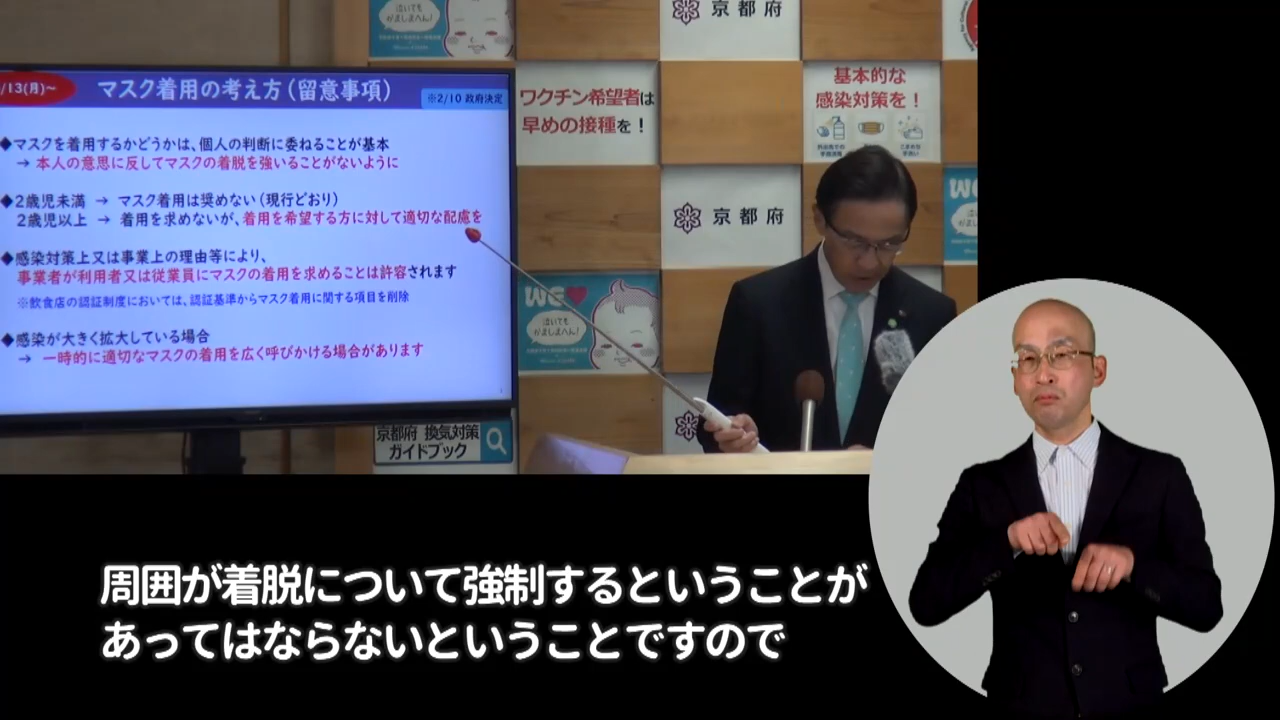 泣いても
かましまへん!
京都府
/13(月)~
マスク着用の考え方(留意事項)
※2/10 政府決定
◆マスクを着用するかどうかは、個人の判断に委ねることが基本
→ 本人の意思に反してマスクの着脱を強いることがないように
◆2歳児未満 → マスク着用は奨めない(現行どおり)
2歳児以上 → 着用を求めないが、着用を希望する方に対して適切な配慮を
◆感染対策上又は事業上の理由等により、
事業者が利用者又は従業員にマスクの着用を求めることは許容されます
※飲食店の認証制度においては、認証基準からマスク着用に関する項目を削除
◆感染が大きく拡大している場合
→ 一時的に適切なマスクの着用を広く呼びかける場合があります
ワクチン希望者は
早めの接種を!
基本的な
感染対策を!
京都府
WE
WE
泣いても
かましまへん!
京都府 換気対策
ガイドブック
周囲が着脱について強制するということが
あってはならないということですので